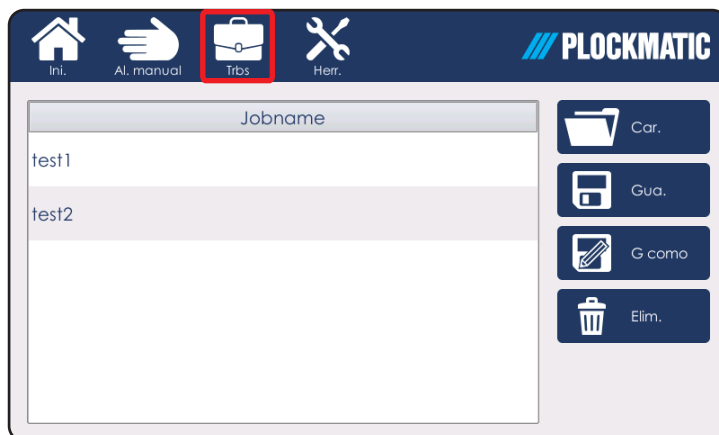 Ini.
Al. manual
Trbs
Herr.
PLOCKMATIC
Jobname
test1
test2
Car.
Gua.
G como
Elim.